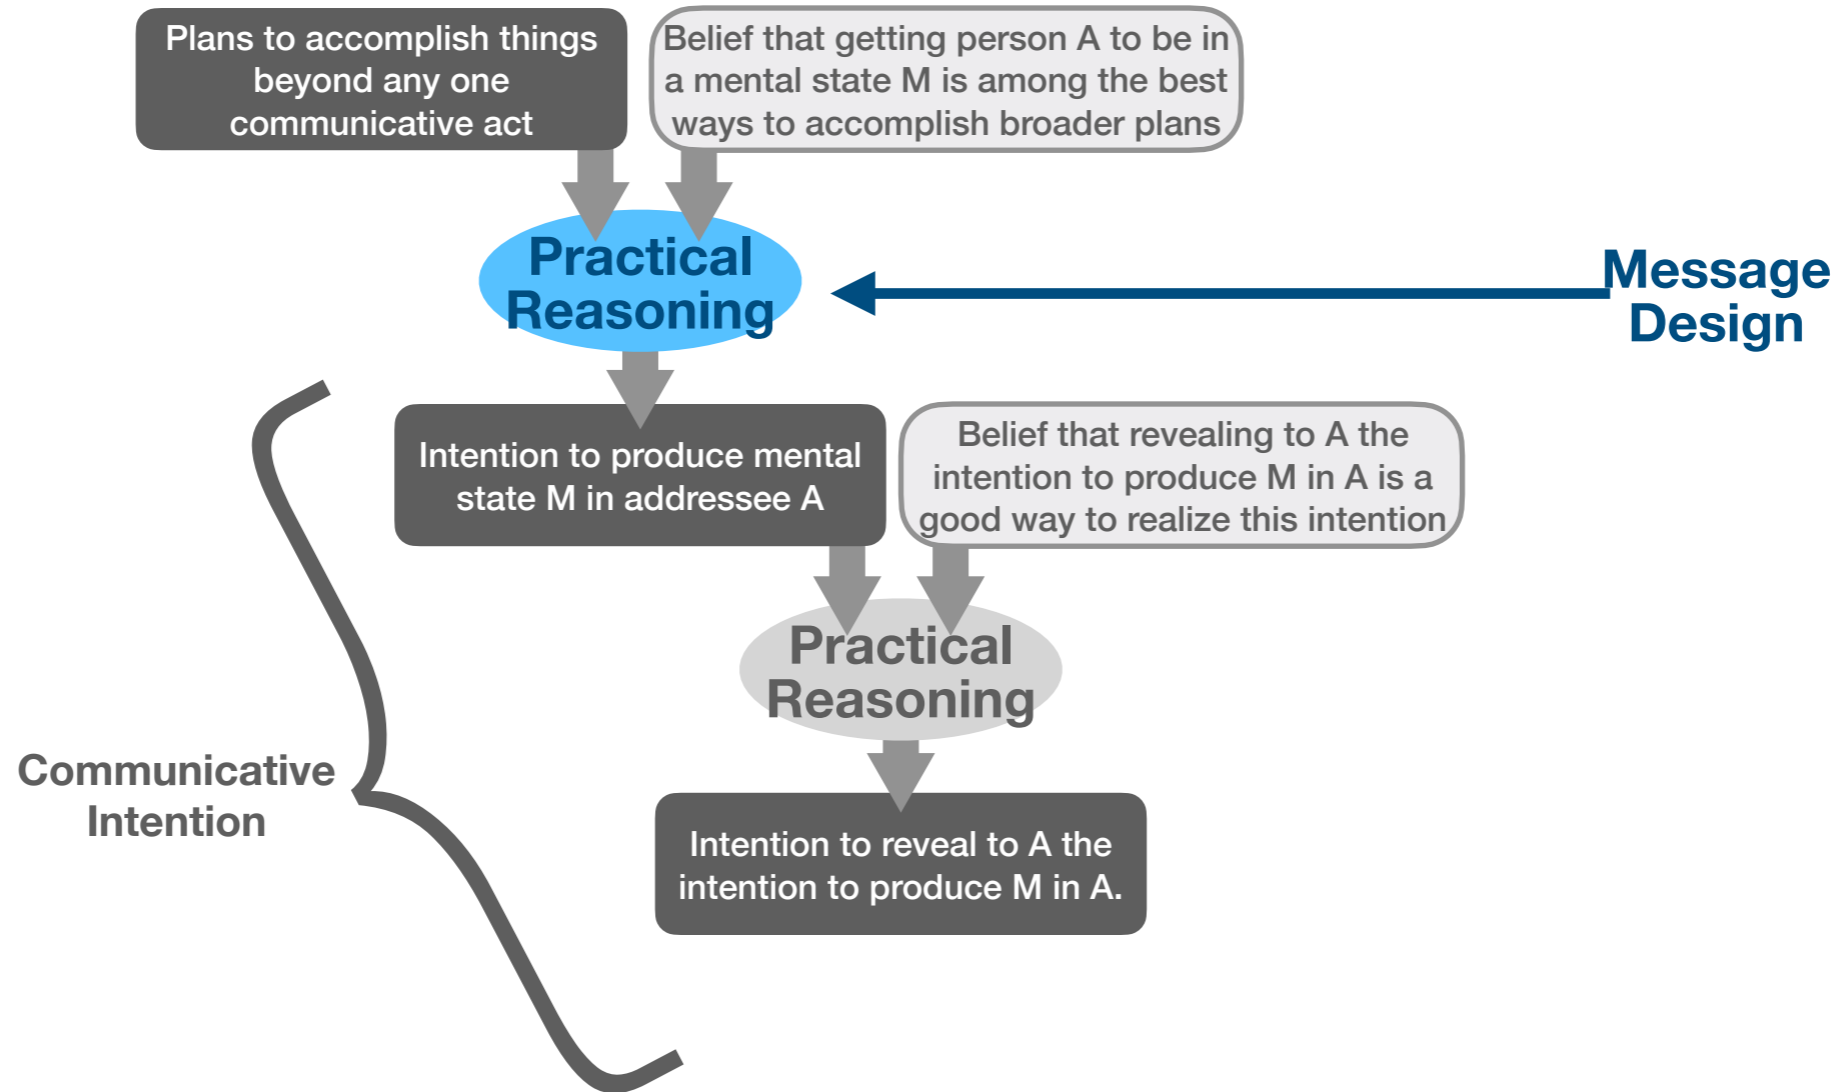 Plans to accomplish things
beyond any one
communicative act
Belief that getting person A to be in
a mental state M is among the best
ways to accomplish broader plans
Practical
Reasoning
Message
Design
Intention to produce mental
state M in addressee A
Belief that revealing to A the
intention to produce M in A is a
good way to realize this intention
Practical
Reasoning
Communicative
Intention
Intention to reveal to A the
intention to produce M in A.